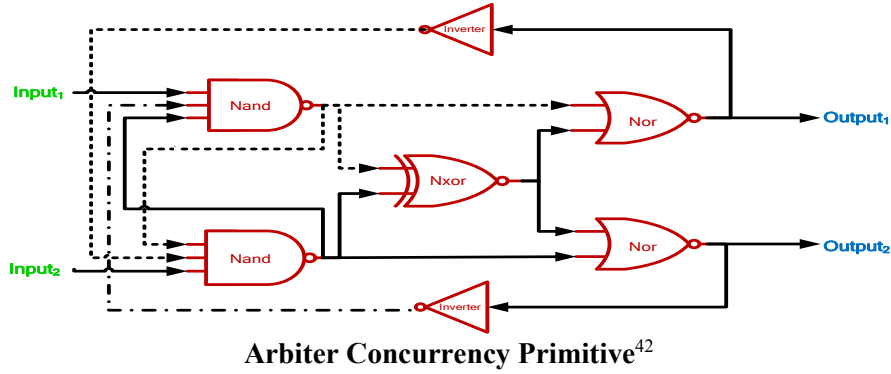 Inverter
Input₁
Nand
Nor
Output₁
Nxor
Input₂
Nand
Nor
Output₂
Inverter
Arbiter Concurrency Primitive⁴²